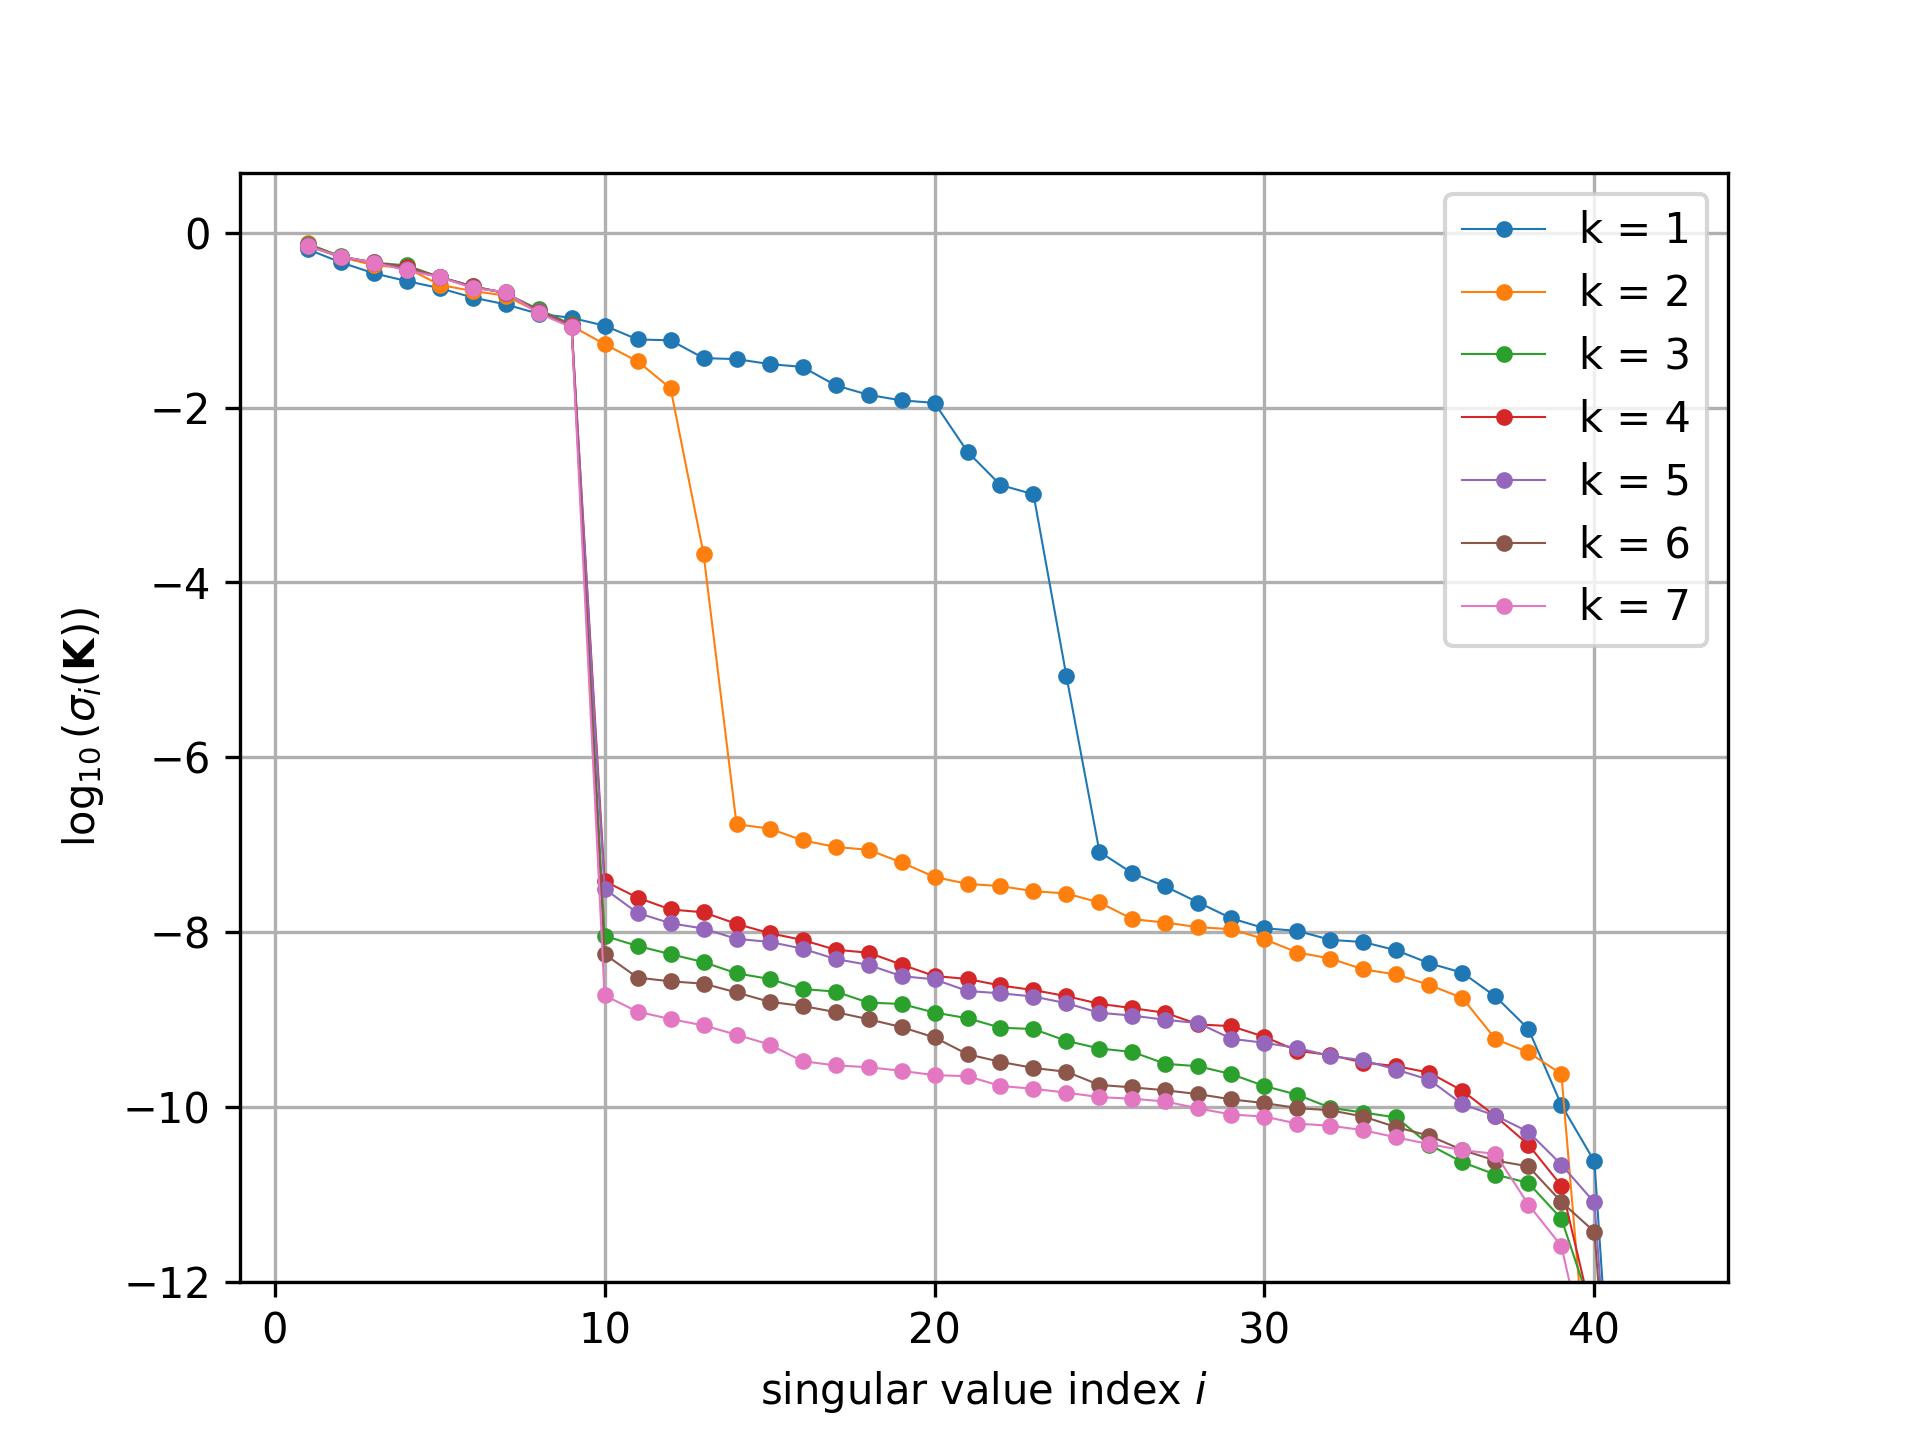 0
−2
−4
−6
−8
−10
−12
log₁₀(σᵢ(K))
k = 1
k = 2
k = 3
k = 4
k = 5
k = 6
k = 7
0 10 20 30 40
singular value index i